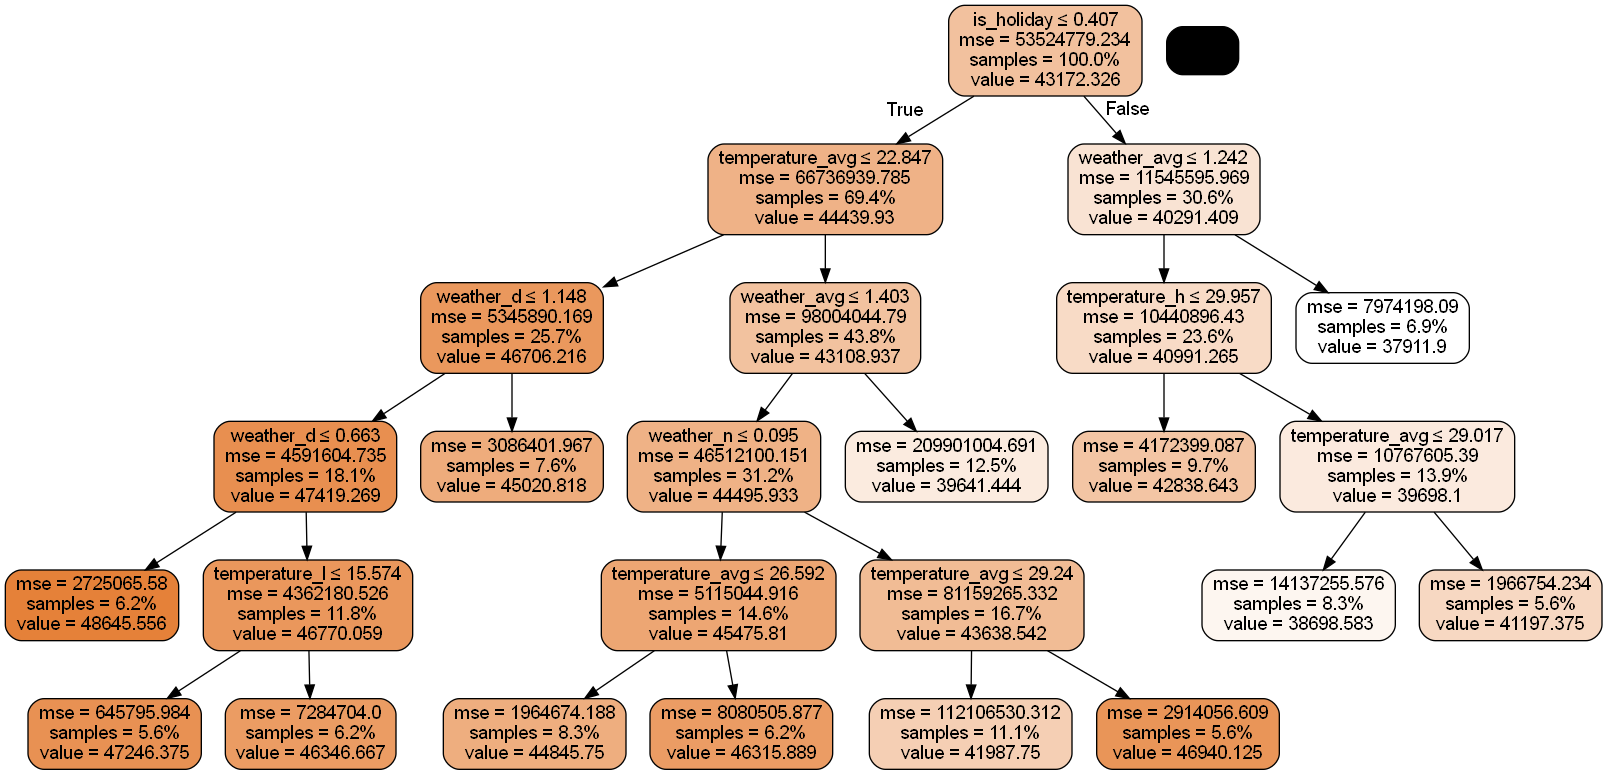 is_holiday ≤ 0.407
mse = 53524779.234
samples = 100.0%
value = 43172.326
True
False
temperature_avg ≤ 22.847
mse = 66736939.785
samples = 69.4%
value = 44439.93
weather_avg ≤ 1.242
mse = 11545595.969
samples = 30.6%
value = 40291.409
weather_d ≤ 1.148
mse = 5345890.169
samples = 25.7%
value = 46706.216
weather_avg ≤ 1.403
mse = 98004044.79
samples = 43.8%
value = 43108.937
temperature_h ≤ 29.957
mse = 10440896.43
samples = 23.6%
value = 40991.265
mse = 7974198.09
samples = 6.9%
value = 37911.9
weather_d ≤ 0.663
mse = 4591604.735
samples = 18.1%
value = 47419.269
mse = 3086401.967
samples = 7.6%
value = 45020.818
weather_n ≤ 0.095
mse = 46512100.151
samples = 31.2%
value = 44495.933
mse = 209901004.691
samples = 12.5%
value = 39641.444
mse = 4172399.087
samples = 9.7%
value = 42838.643
temperature_avg ≤ 29.017
mse = 10767605.39
samples = 13.9%
value = 39698.1
mse = 2725065.58
samples = 6.2%
value = 48645.556
temperature_l ≤ 15.574
mse = 4362180.526
samples = 11.8%
value = 46770.059
temperature_avg ≤ 26.592
mse = 5115044.916
samples = 14.6%
value = 45475.81
temperature_avg ≤ 29.24
mse = 81159265.332
samples = 16.7%
value = 43638.542
mse = 14137255.576
samples = 8.3%
value = 38698.583
mse = 1966754.234
samples = 5.6%
value = 41197.375
mse = 645795.984
samples = 5.6%
value = 47246.375
mse = 7284704.0
samples = 6.2%
value = 46346.667
mse = 1964674.188
samples = 8.3%
value = 44845.75
mse = 8080505.877
samples = 6.2%
value = 46315.889
mse = 112106530.312
samples = 11.1%
value = 41987.75
mse = 2914056.609
samples = 5.6%
value = 46940.125